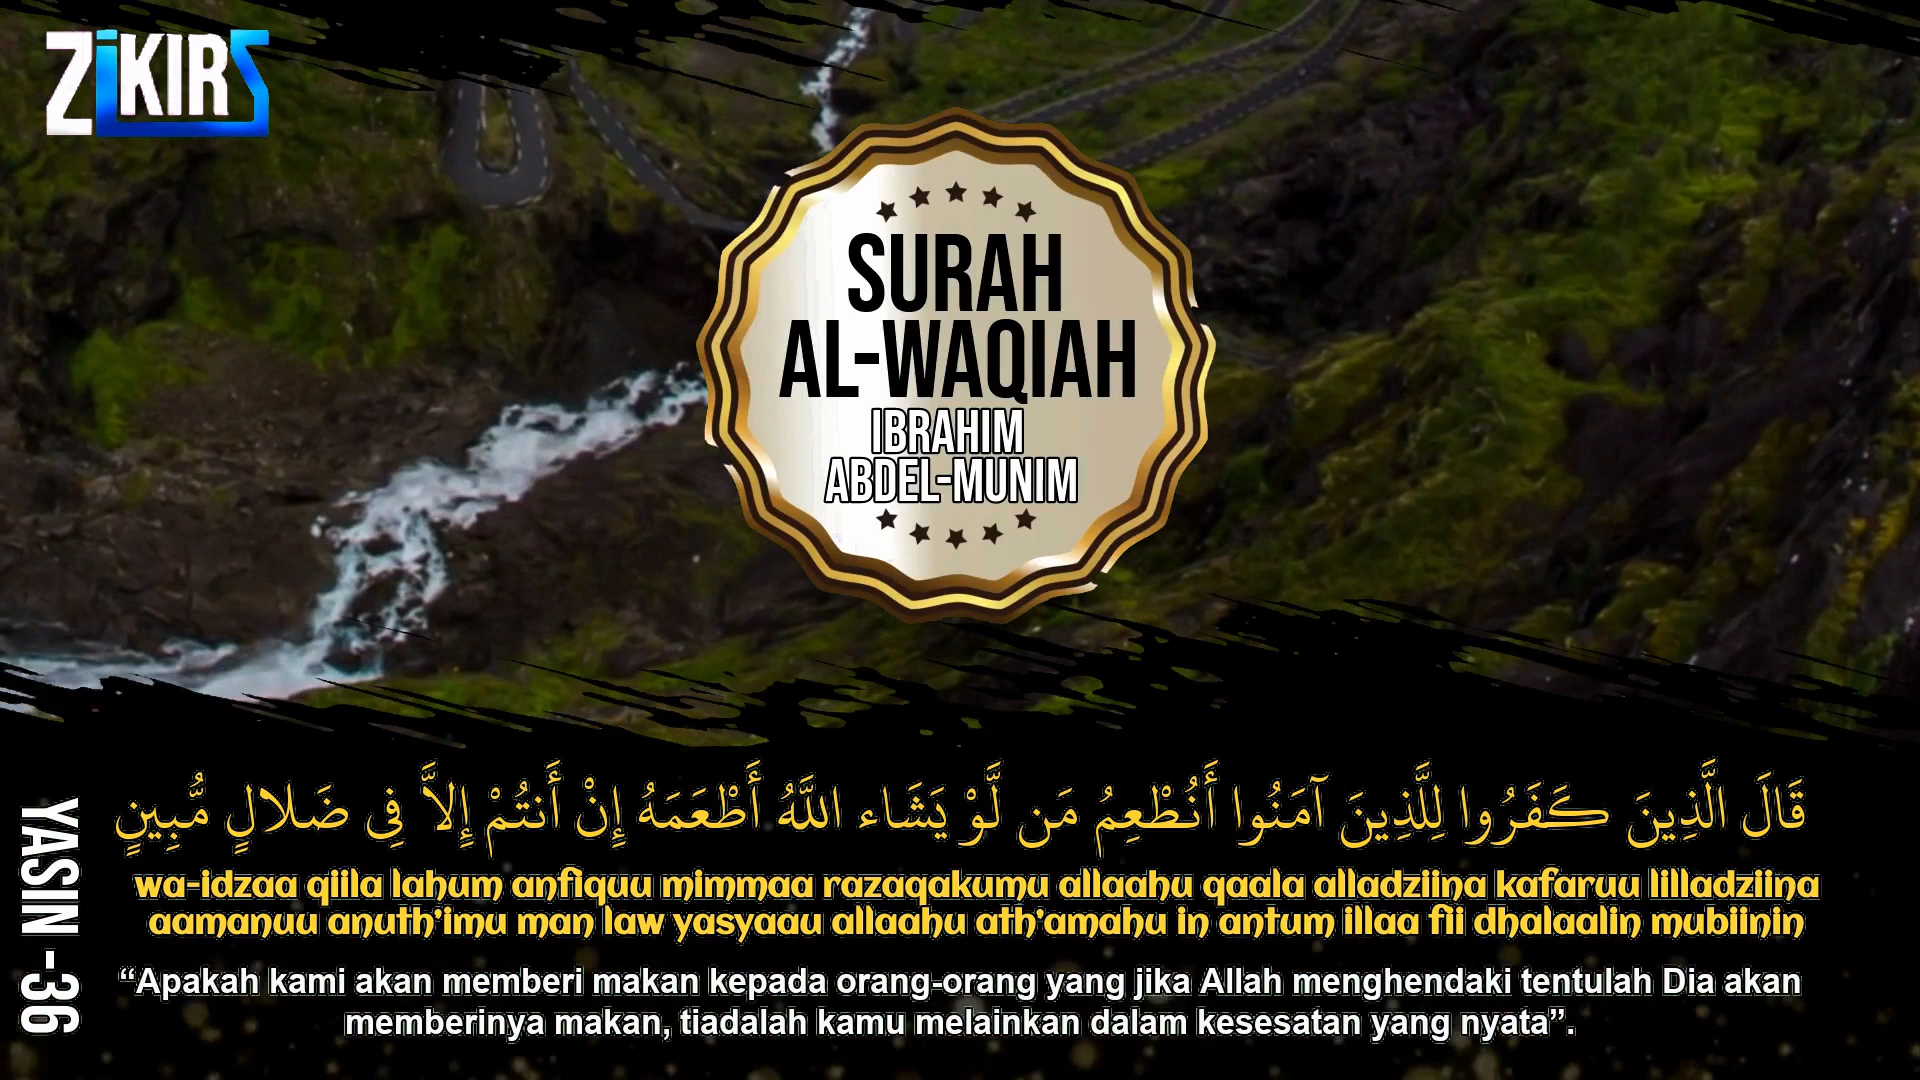 ZiKIRS
SURAH
AL-WAQIAH
IBRAHIM
ABDEL-MUNIM
قَالَ الَّذِينَ كَفَرُوا لِلَّذِينَ آمَنُوا أَنُطْعِمُ مَن لَّوْ يَشَاء اللَّهُ أَطْعَمَهُ إِنْ أَنتُمْ إِلاَّ فِى ضَلالٍ مُّبِينٍ
wa-idzaa qiila lahum anfiquu mimmaa razaqakumu allaahu qaala alladziina kafaruu lilladziina
aamanuu anuth'imu man law yasyaau allaahu ath'amahu in antum illaa fii dhalaalin mubiinin
“Apakah kami akan memberi makan kepada orang-orang yang jika Allah menghendaki tentulah Dia akan
memberinya makan, tiadalah kamu melainkan dalam kesesatan yang nyata”.
YASIN -36